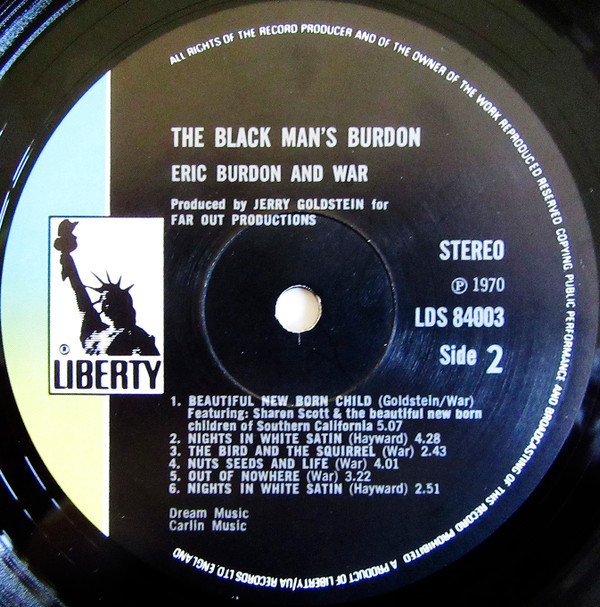 ALL RIGHTS OF THE RECORD PRODUCER AND OF THE OWNER OF THE WORK REPRODUCED RESERVED COPYING, PUBLIC PERFORMANCE AND BROADCASTING OF THIS RECORD PROHIBITED. A PRODUCT OF LIBERTY/UA RECORDS LTD. ENGLAND
THE BLACK MAN'S BURDON
ERIC BURDON AND WAR
Produced by JERRY GOLDSTEIN for
FAR OUT PRODUCTIONS
STEREO
℗ 1970
LDS 84003
Side 2
®
LIBERTY
1. BEAUTIFUL NEW BORN CHILD (Goldstein/War)
Featuring: Sharon Scott & the beautiful new born
children of Southern California 5.07
2. NIGHTS IN WHITE SATIN (Hayward) 4.28
3. THE BIRD AND THE SQUIRREL (War) 2.43
4. NUTS SEEDS AND LIFE (War) 4.01
5. OUT OF NOWHERE (War) 3.22
6. NIGHTS IN WHITE SATIN (Hayward) 2.51
Dream Music
Carlin Music